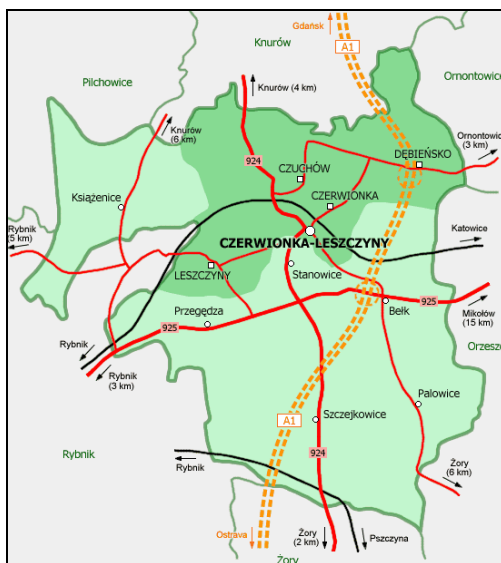 Gdańsk
A1
Knurów
Pilchowice
Ornontowice
Knurów (4 km)
Knurów
(6 km)
924
DĘBIEŃSKO
Ornontowice
(3 km)
CZUCHÓW
CZERWIONKA
Książenice
Rybnik
(5 km)
CZERWIONKA-LESZCZYNY
Katowice
LESZCZYNY
Stanowice
925
Mikołów
(15 km)
Przegędza
Bełk
925
Orzesze
Rybnik
Rybnik
(3 km)
Palowice
Szczejkowice
A1
924
Rybnik
Rybnik
Żory
(6 km)
Ostrava
Żory
(2 km)
Pszczyna
Żory